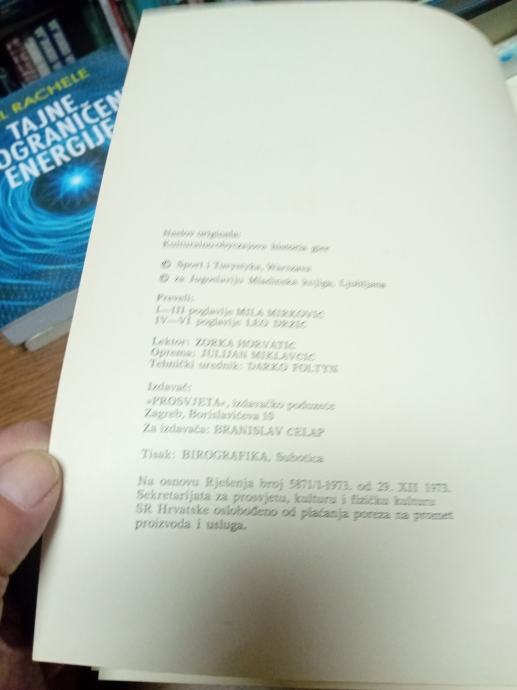 L RACHELE
TAJNE
OGRANIČEN
ENERGIJE
Naslov originala:
Kulturalno-obyczajowa historia gier
© Sport i Turystyka, Warszawa
© za Jugoslaviju Mladinska knjiga, Ljubljana
Preveli:
I—III poglavlje MILA MIRKOVIĆ
IV—VI poglavlje LEO DRŽIĆ
Lektor: ZORKA HORVATIĆ
Oprema: JULIJAN MIKLAVČIČ
Tehnički urednik: DARKO FOLTYN
Izdavač:
»PROSVJETA«, izdavačko poduzeće
Zagreb, Borislavićeva 10
Za izdavača: BRANISLAV ČELAP
Tisak: BIROGRAFIKA, Subotica
Na osnovu Rješenja broj 5871/1-1973. od 29. XII 1973.
Sekretarijata za prosvjetu, kulturu i fizičku kulturu
SR Hrvatske oslobođeno od plaćanja poreza na promet
proizvoda i usluga.